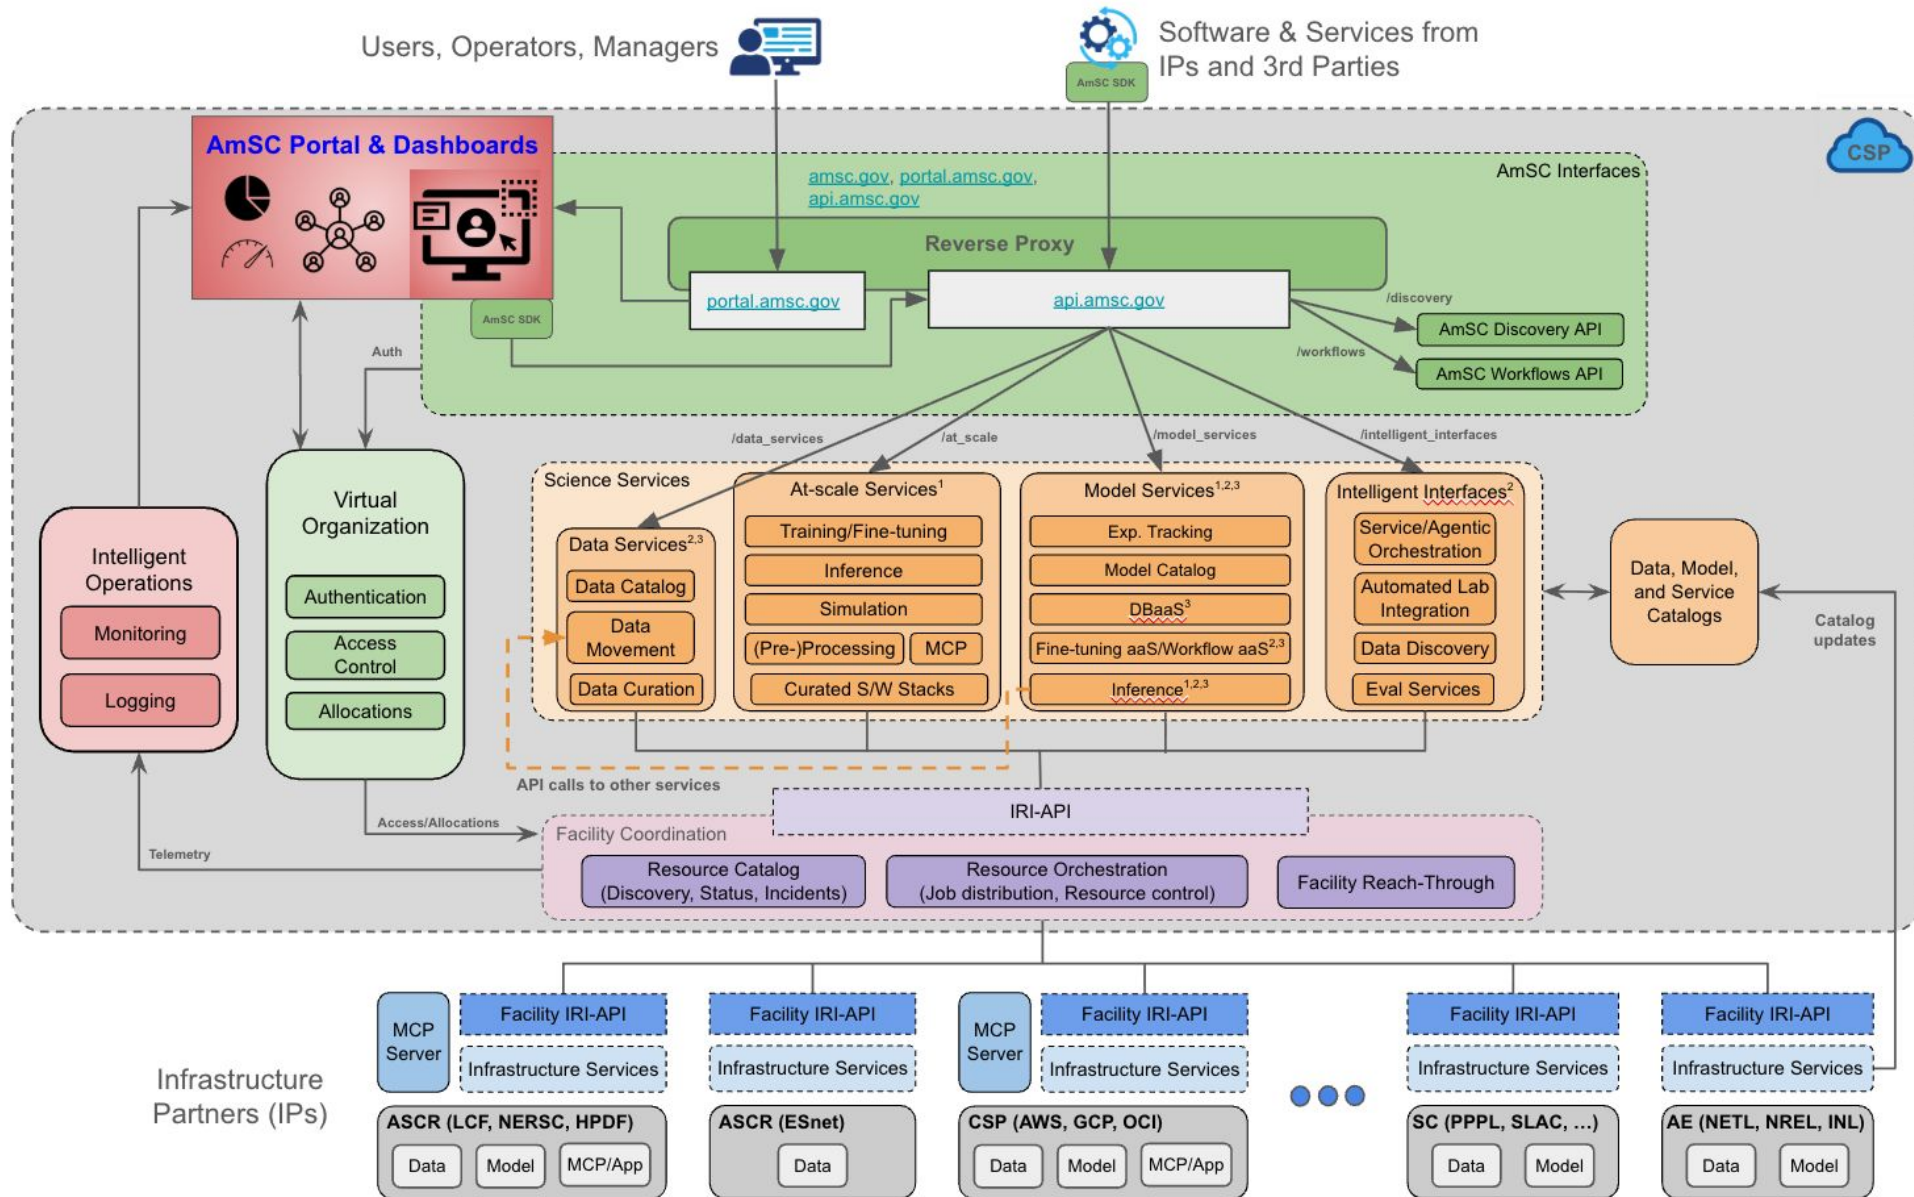 Users, Operators, Managers
Software & Services from
IPs and 3rd Parties
AmSC SDK
CSP
AmSC Portal & Dashboards
AmSC Interfaces
amsc.gov, portal.amsc.gov,
api.amsc.gov
Reverse Proxy
portal.amsc.gov
api.amsc.gov
/discovery
AmSC Discovery API
/workflows
AmSC Workflows API
AmSC SDK
Auth
/data_services
/at_scale
/model_services
/intelligent_interfaces
Intelligent
Operations
Monitoring
Logging
Virtual
Organization
Authentication
Access
Control
Allocations
Science Services
Data Services2,3
Data Catalog
Data
Movement
Data Curation
At-scale Services1
Training/Fine-tuning
Inference
Simulation
(Pre-)Processing
MCP
Curated S/W Stacks
Model Services1,2,3
Exp. Tracking
Model Catalog
DBaaS3
Fine-tuning aaS/Workflow aaS2,3
Inference1,2,3
Intelligent Interfaces2
Service/Agentic
Orchestration
Automated Lab
Integration
Data Discovery
Eval Services
Data, Model,
and Service
Catalogs
Catalog
updates
API calls to other services
Access/Allocations
Telemetry
IRI-API
Facility Coordination
Resource Catalog
(Discovery, Status, Incidents)
Resource Orchestration
(Job distribution, Resource control)
Facility Reach-Through
Infrastructure
Partners (IPs)
MCP
Server
Facility IRI-API
Infrastructure Services
ASCR (LCF, NERSC, HPDF)
Data
Model
MCP/App
Facility IRI-API
Infrastructure Services
ASCR (ESnet)
Data
MCP
Server
Facility IRI-API
Infrastructure Services
CSP (AWS, GCP, OCI)
Data
Model
MCP/App
Facility IRI-API
Infrastructure Services
SC (PPPL, SLAC, …)
Data
Model
Facility IRI-API
Infrastructure Services
AE (NETL, NREL, INL)
Data
Model